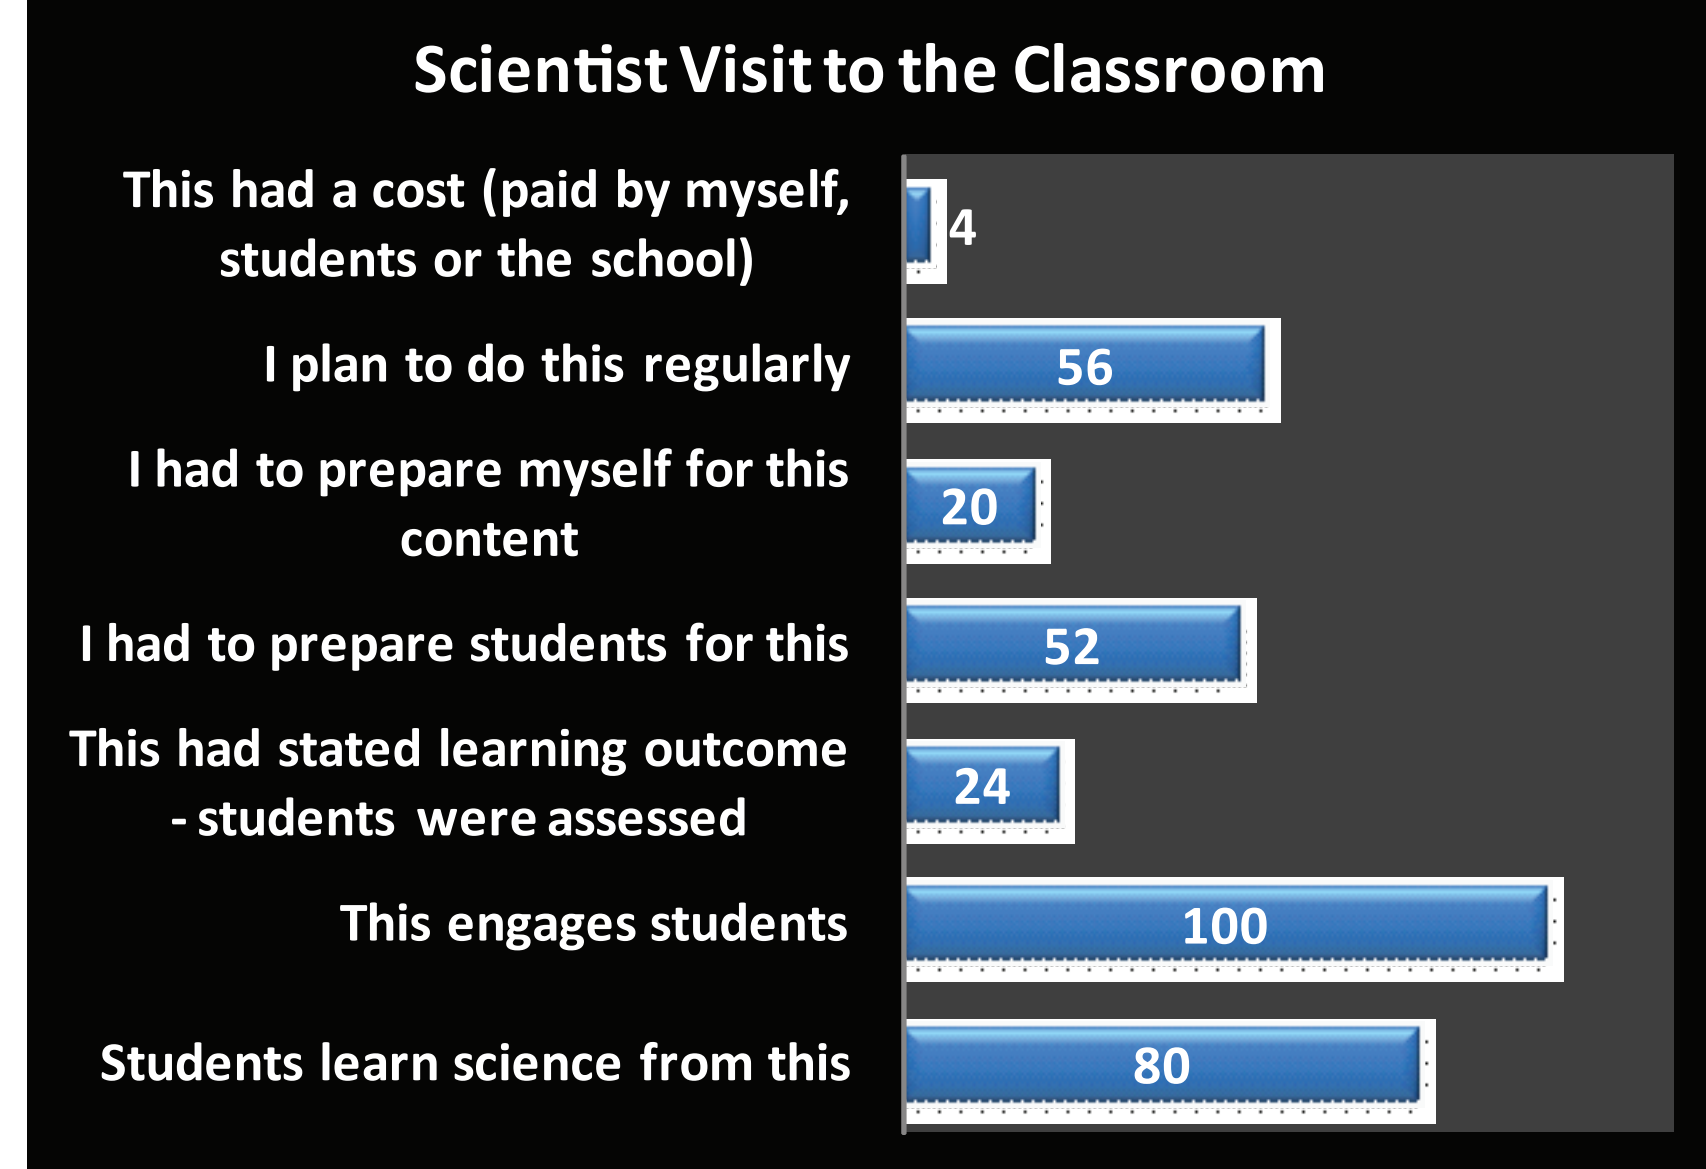 Scientist Visit to the Classroom
This had a cost (paid by myself,
students or the school)
4
I plan to do this regularly
56
I had to prepare myself for this
content
20
I had to prepare students for this
52
This had stated learning outcome
- students were assessed
24
This engages students
100
Students learn science from this
80